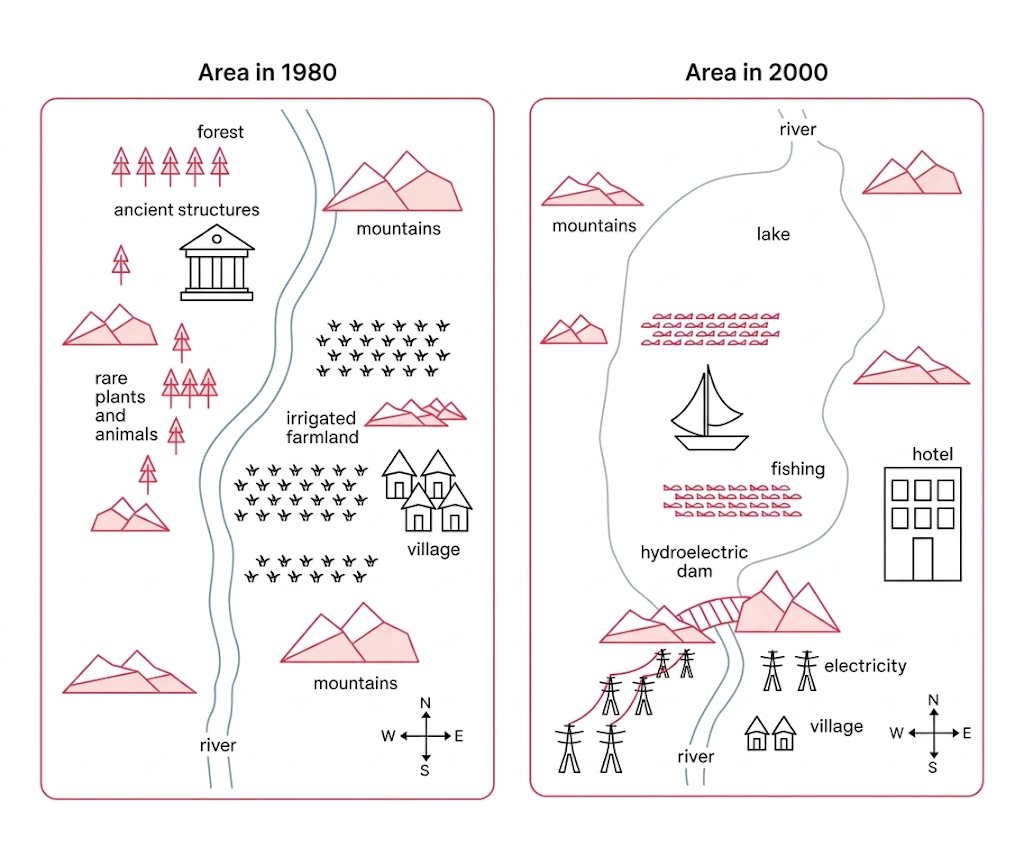 Area in 1980
forest
ancient structures
mountains
rare
plants
and
animals
irrigated
farmland
village
mountains
river
N
W
E
S
Area in 2000
river
mountains
lake
fishing
hotel
hydroelectric
dam
electricity
village
river
N
W
E
S